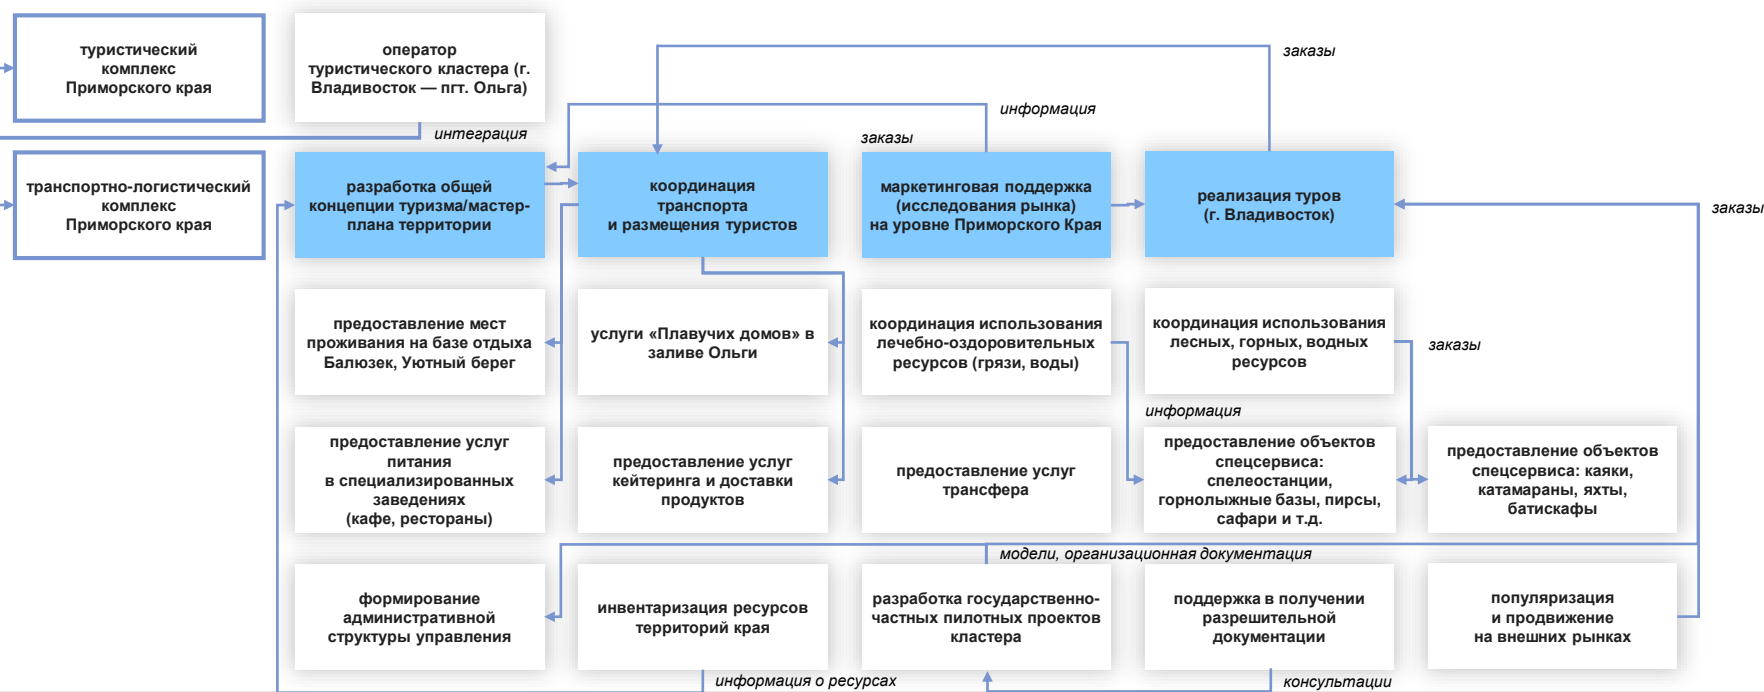 туристический
комплекс
Приморского края
оператор
туристического кластера (г.
Владивосток — пгт. Ольга)
заказы
информация
интеграция
заказы
транспортно-логистический
комплекс
Приморского края
разработка общей
концепции туризма/мастер-
плана территории
координация
транспорта
и размещения туристов
маркетинговая поддержка
(исследования рынка)
на уровне Приморского Края
реализация туров
(г. Владивосток)
заказы
предоставление мест
проживания на базе отдыха
Балюзек, Уютный берег
услуги «Плавучих домов» в
заливе Ольги
координация использования
лечебно-оздоровительных
ресурсов (грязи, воды)
координация использования
лесных, горных, водных
ресурсов
заказы
информация
предоставление услуг
питания
в специализированных
заведениях
(кафе, рестораны)
предоставление услуг
кейтеринга и доставки
продуктов
предоставление услуг
трансфера
предоставление объектов
спецсервиса:
спелеостанции,
горнолыжные базы, пирсы,
сафари и т.д.
предоставление объектов
спецсервиса: каяки,
катамараны, яхты,
батискафы
модели, организационная документация
формирование
административной
структуры управления
инвентаризация ресурсов
территорий края
разработка государственно-
частных пилотных проектов
кластера
поддержка в получении
разрешительной
документации
популяризация
и продвижение
на внешних рынках
информация о ресурсах
консультации